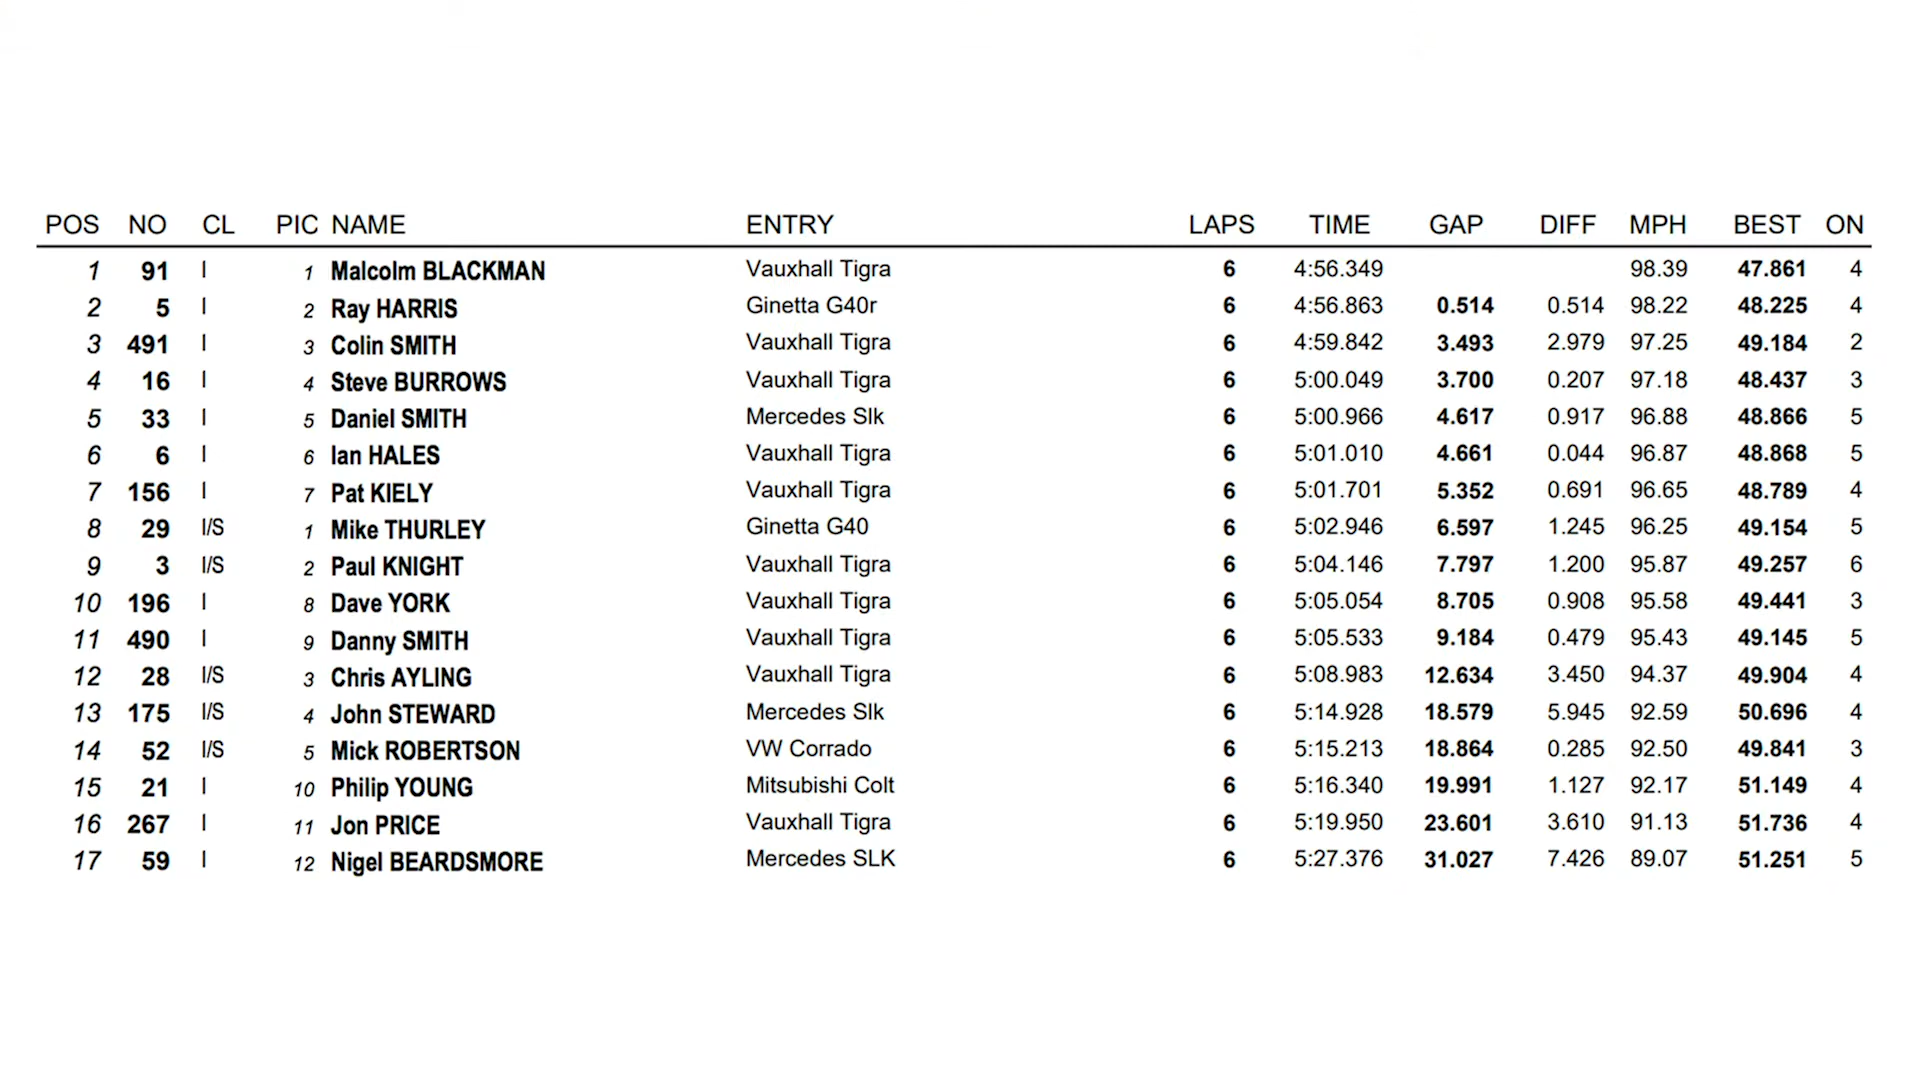 POS NO CL PIC NAME ENTRY LAPS TIME GAP DIFF MPH BEST ON
1 91 I 1 Malcolm BLACKMAN Vauxhall Tigra 6 4:56.349 98.39 47.861 4
2 5 I 2 Ray HARRIS Ginetta G40r 6 4:56.863 0.514 0.514 98.22 48.225 4
3 491 I 3 Colin SMITH Vauxhall Tigra 6 4:59.842 3.493 2.979 97.25 49.184 2
4 16 I 4 Steve BURROWS Vauxhall Tigra 6 5:00.049 3.700 0.207 97.18 48.437 3
5 33 I 5 Daniel SMITH Mercedes Slk 6 5:00.966 4.617 0.917 96.88 48.866 5
6 6 I 6 Ian HALES Vauxhall Tigra 6 5:01.010 4.661 0.044 96.87 48.868 5
7 156 I 7 Pat KIELY Vauxhall Tigra 6 5:01.701 5.352 0.691 96.65 48.789 4
8 29 I/S 1 Mike THURLEY Ginetta G40 6 5:02.946 6.597 1.245 96.25 49.154 5
9 3 I/S 2 Paul KNIGHT Vauxhall Tigra 6 5:04.146 7.797 1.200 95.87 49.257 6
10 196 I 8 Dave YORK Vauxhall Tigra 6 5:05.054 8.705 0.908 95.58 49.441 3
11 490 I 9 Danny SMITH Vauxhall Tigra 6 5:05.533 9.184 0.479 95.43 49.145 5
12 28 I/S 3 Chris AYLING Vauxhall Tigra 6 5:08.983 12.634 3.450 94.37 49.904 4
13 175 I/S 4 John STEWARD Mercedes Slk 6 5:14.928 18.579 5.945 92.59 50.696 4
14 52 I/S 5 Mick ROBERTSON VW Corrado 6 5:15.213 18.864 0.285 92.50 49.841 3
15 21 I 10 Philip YOUNG Mitsubishi Colt 6 5:16.340 19.991 1.127 92.17 51.149 4
16 267 I 11 Jon PRICE Vauxhall Tigra 6 5:19.950 23.601 3.610 91.13 51.736 4
17 59 I 12 Nigel BEARDSMORE Mercedes SLK 6 5:27.376 31.027 7.426 89.07 51.251 5